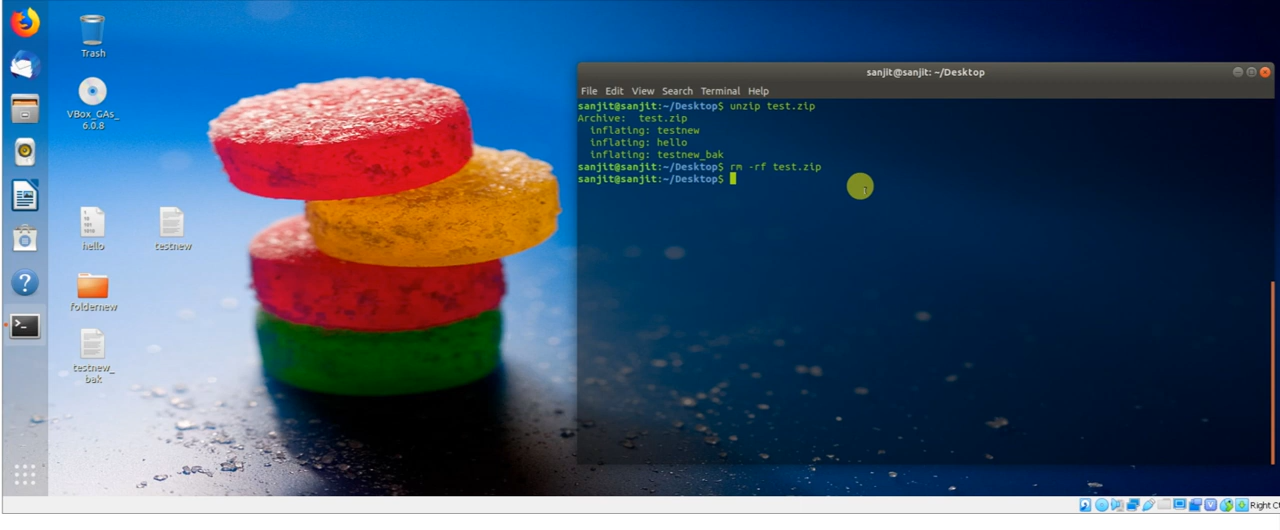 Trash
VBox_GAs_
6.0.8
hello
testnew
foldernew
testnew_
bak
sanjit@sanjit: ~/Desktop
File Edit View Search Terminal Help
sanjit@sanjit:~/Desktop$ unzip test.zip
Archive:  test.zip
  inflating: testnew
  inflating: hello
  inflating: testnew_bak
sanjit@sanjit:~/Desktop$ rm -rf test.zip
sanjit@sanjit:~/Desktop$
Right